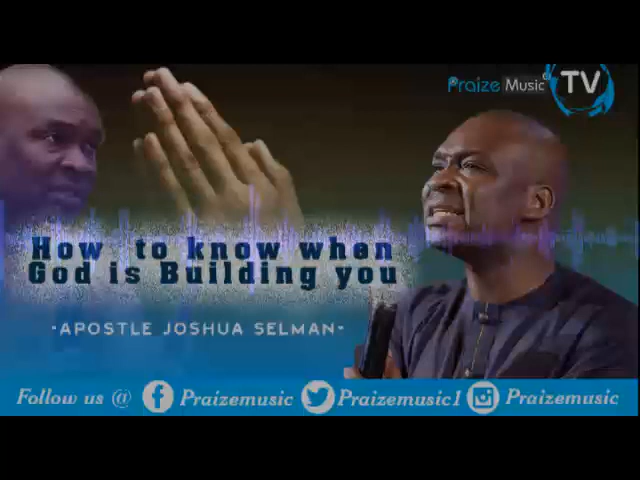 Praize Music TV
How to know when
God is Building you
-APOSTLE JOSHUA SELMAN-
Follow us @ f Praizemusic Praizemusic1 Praizemusic